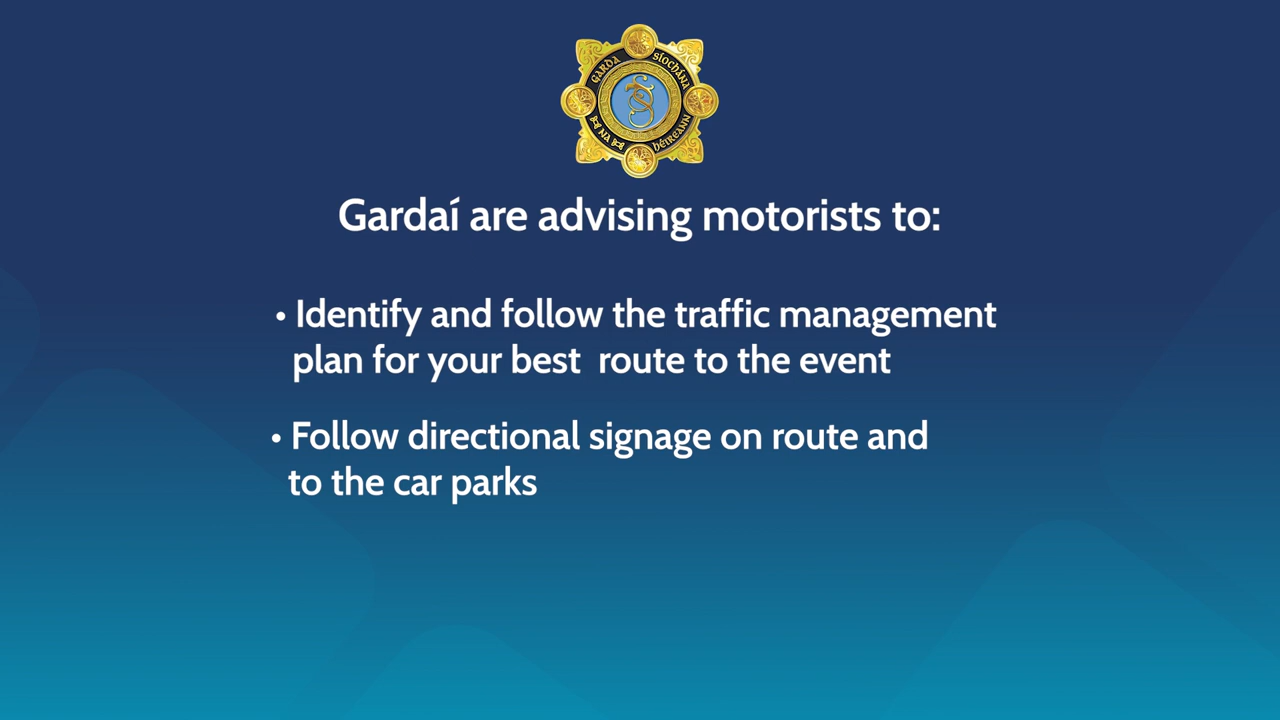 GARDA SÍOCHÁNA
NA HÉIREANN
Gardaí are advising motorists to:
• Identify and follow the traffic management
plan for your best  route to the event
• Follow directional signage on route and
to the car parks